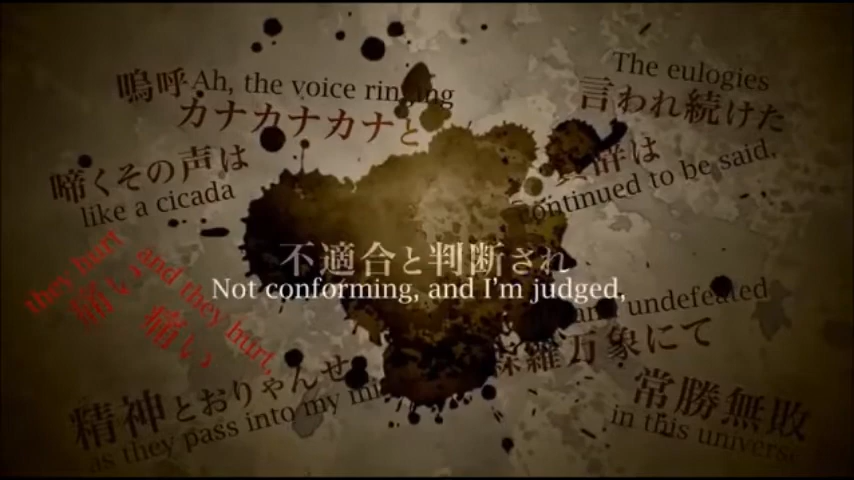 嗚呼
Ah, the voice ringing
カナカナカナと
啼くその声は
like a cicada
The eulogies
言われ続けた
辞は
continued to be said,
they hurt
痛い
and they hurt,
痛い
不適合と判断され
Not conforming, and I'm judged,
and undefeated
森羅万象にて
常勝無敗
in this universe
精神とおりゃんせ
as they pass into my